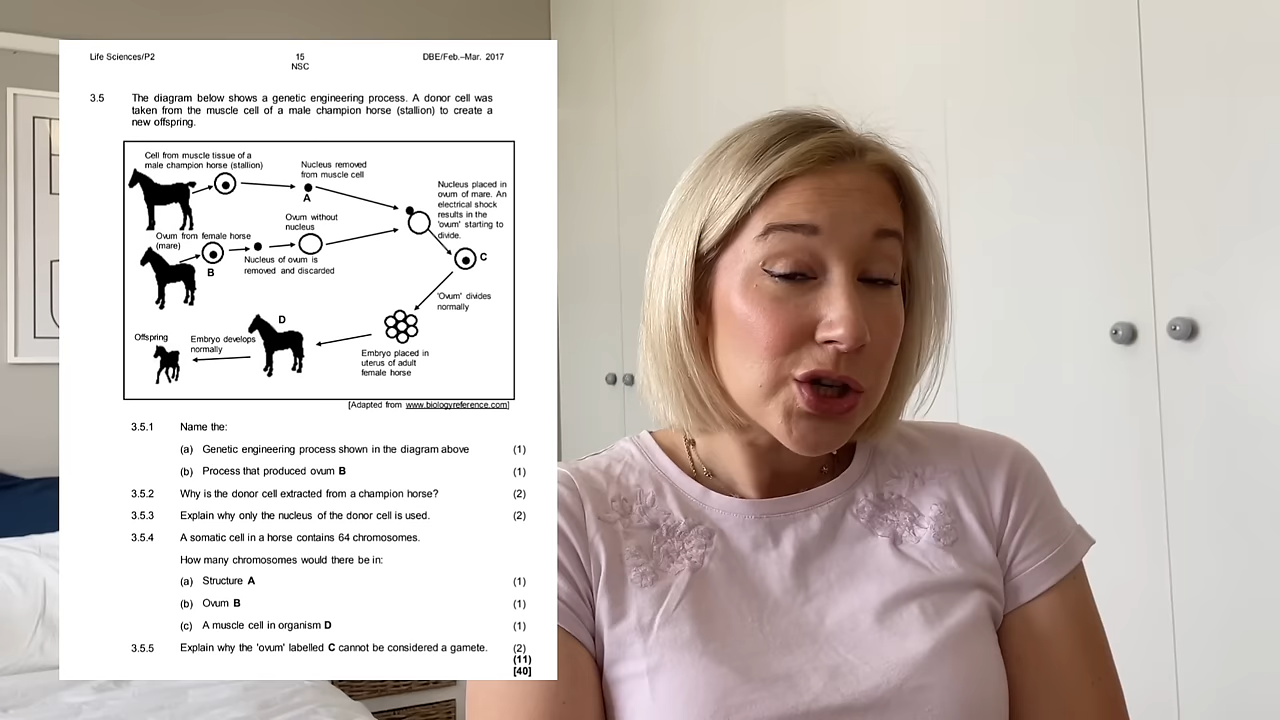 Life Sciences/P2 15 DBE/Feb.–Mar. 2017
NSC
3.5 The diagram below shows a genetic engineering process. A donor cell was
taken from the muscle cell of a male champion horse (stallion) to create a
new offspring.
Cell from muscle tissue of a
male champion horse (stallion)
Nucleus removed
from muscle cell
A
Nucleus placed in
ovum of mare. An
electrical shock
results in the
'ovum' starting to
divide.
Ovum without
nucleus
Ovum from female horse
(mare)
B
Nucleus of ovum is
removed and discarded
C
'Ovum' divides
normally
D
Offspring
Embryo develops
normally
Embryo placed in
uterus of adult
female horse
[Adapted from www.biologyreference.com]
3.5.1 Name the:
(a) Genetic engineering process shown in the diagram above (1)
(b) Process that produced ovum B (1)
3.5.2 Why is the donor cell extracted from a champion horse? (2)
3.5.3 Explain why only the nucleus of the donor cell is used. (2)
3.5.4 A somatic cell in a horse contains 64 chromosomes.
How many chromosomes would there be in:
(a) Structure A (1)
(b) Ovum B (1)
(c) A muscle cell in organism D (1)
3.5.5 Explain why the 'ovum' labelled C cannot be considered a gamete. (2)
(11)
[40]